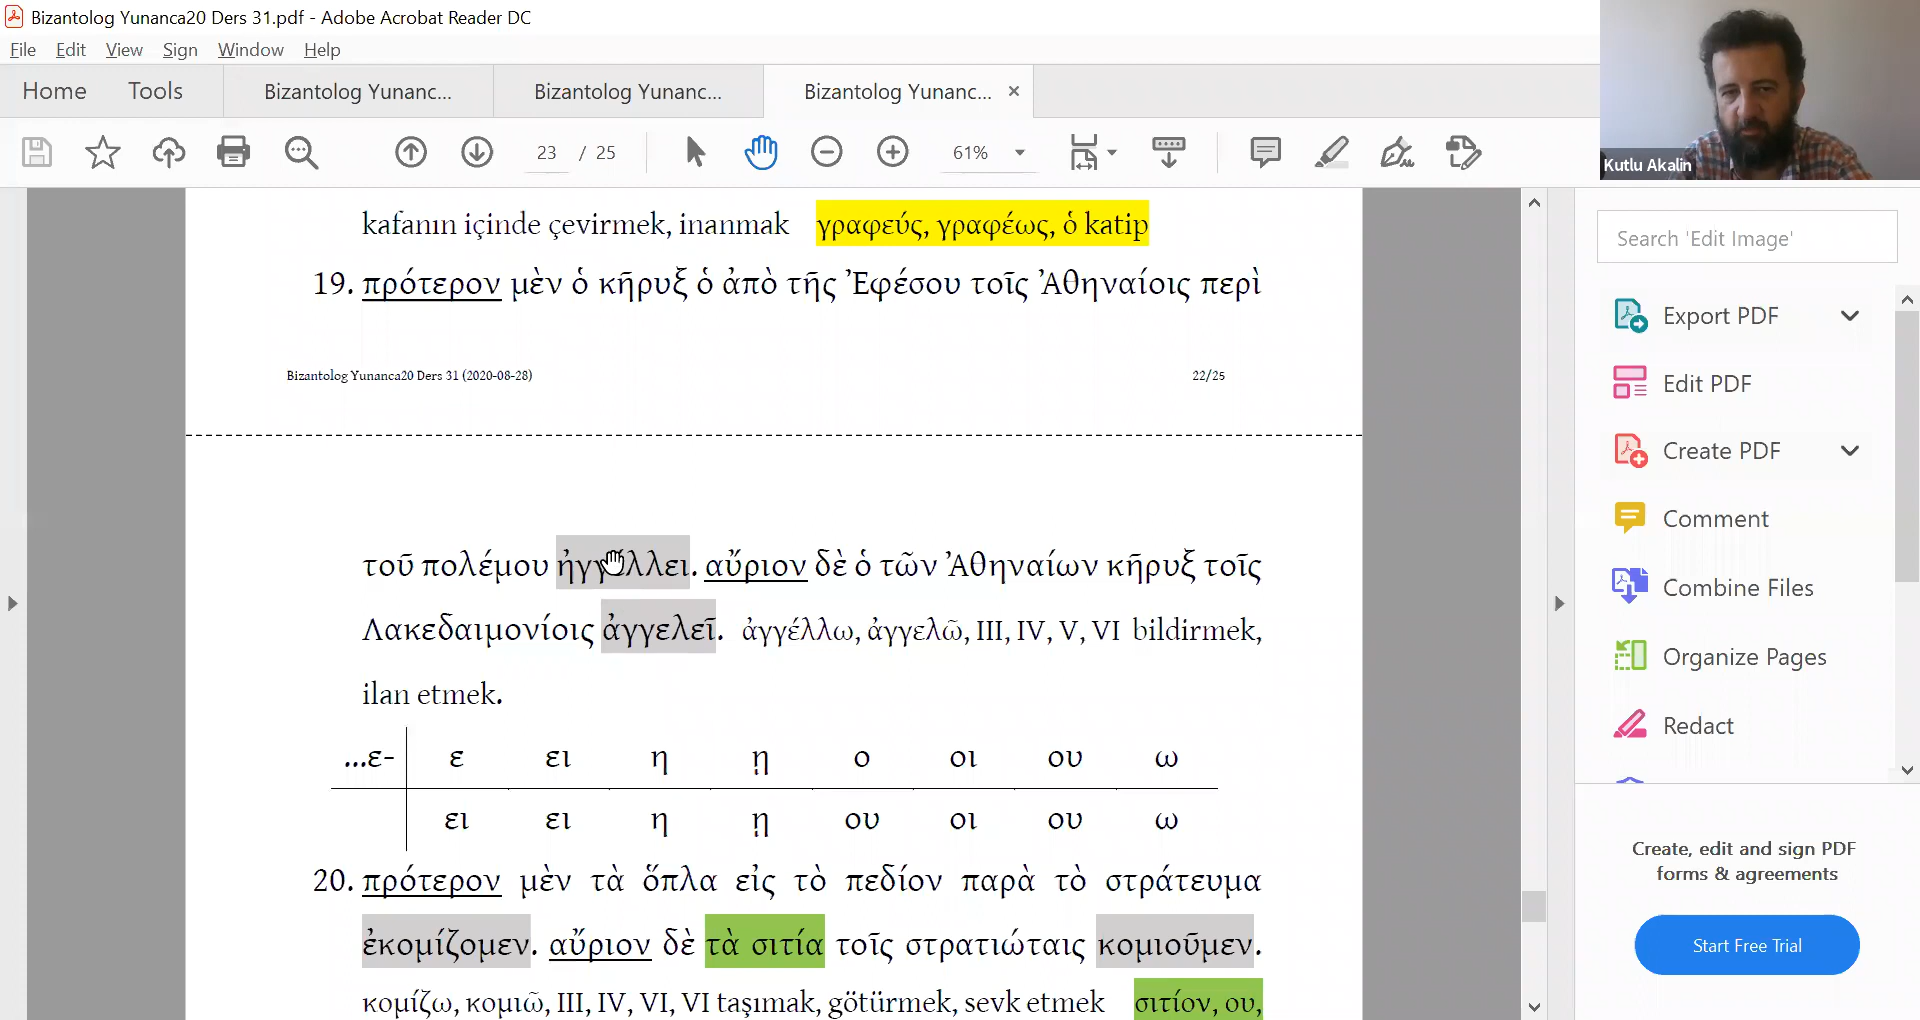 Bizantolog Yunanca20 Ders 31.pdf - Adobe Acrobat Reader DC
File Edit View Sign Window Help
Home Tools Bizantolog Yunanc... Bizantolog Yunanc... Bizantolog Yunanc... ×
23 / 25 61%
Kutlu Akalin
kafanın içinde çevirmek, inanmak γραφεύς, γραφέως, ὁ katip
19. πρότερον μὲν ὁ κῆρυξ ὁ ἀπὸ τῆς Ἐφέσου τοῖς Ἀθηναίοις περὶ
Bizantolog Yunanca20 Ders 31 (2020-08-28) 22/25
τοῦ πολέμου ἠγγέλλει. αὔριον δὲ ὁ τῶν Ἀθηναίων κῆρυξ τοῖς
Λακεδαιμονίοις ἀγγελεῖ. ἀγγέλλω, ἀγγελῶ, III, IV, V, VI bildirmek,
ilan etmek.
...ε- ε ει η ῃ ο οι ου ω
ει ει η ῃ ου οι ου ω
20. πρότερον μὲν τὰ ὅπλα εἰς τὸ πεδίον παρὰ τὸ στράτευμα
ἐκομίζομεν. αὔριον δὲ τὰ σιτία τοῖς στρατιώταις κομιοῦμεν.
κομίζω, κομιῶ, III, IV, VI, VI taşımak, götürmek, sevk etmek σιτίον, ου,
Search 'Edit Image'
Export PDF
Edit PDF
Create PDF
Comment
Combine Files
Organize Pages
Redact
Create, edit and sign PDF
forms & agreements
Start Free Trial